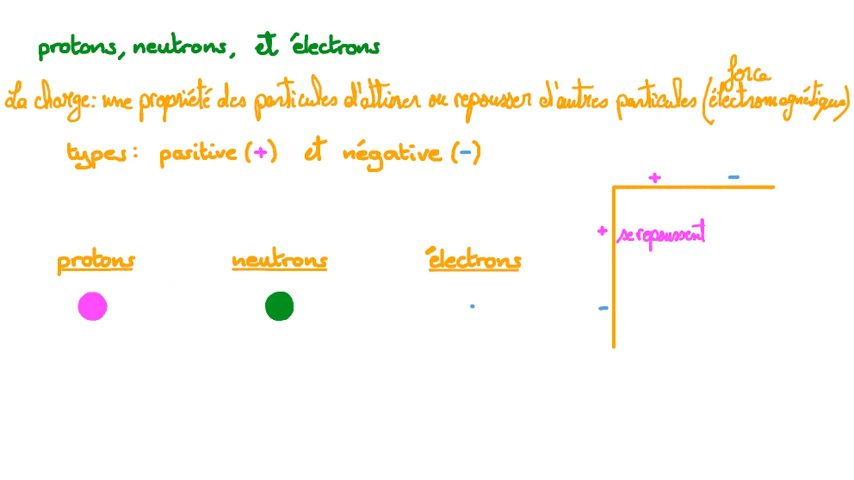 protons, neutrons, et électrons
La charge: une propriété des particules d'attirer ou repousser d'autres particules (force électromagnétique)
types: positive (+) et négative (-)
+ -
+ se repoussent
protons neutrons électrons
-